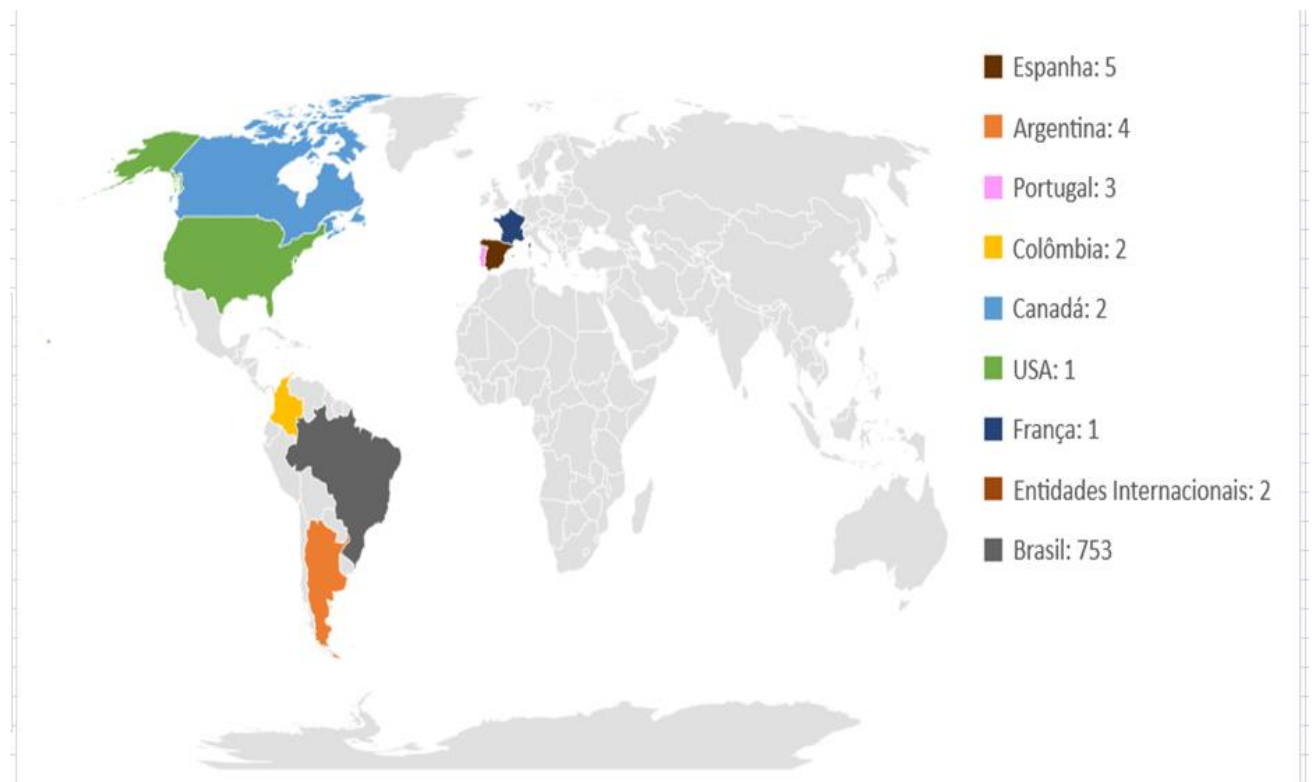 Espanha: 5
Argentina: 4
Portugal: 3
Colômbia: 2
Canadá: 2
USA: 1
França: 1
Entidades Internacionais: 2
Brasil: 753